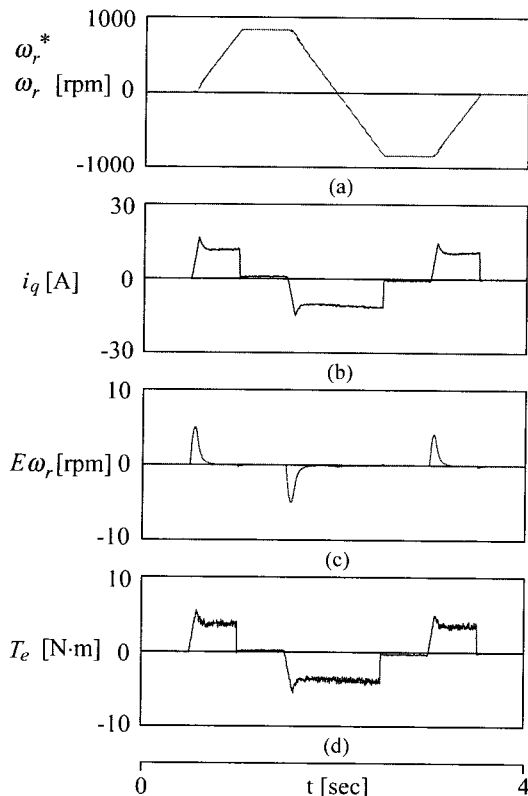 1000
ω_r*
ω_r [rpm] 0
-1000
(a)
30
0
i_q [A]
-30
(b)
10
Eω_r [rpm] 0
-10
(c)
10
T_e [N·m] 0
-10
(d)
0 t [sec] 4